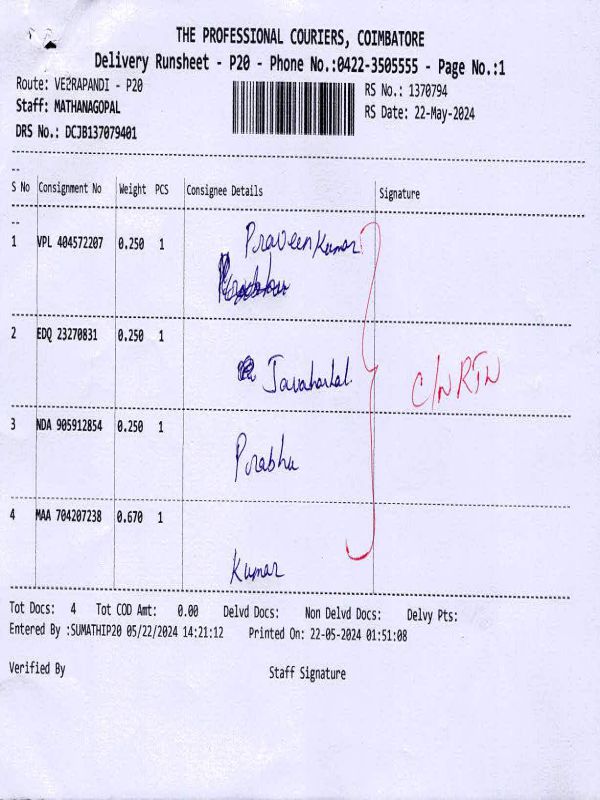 THE PROFESSIONAL COURIERS, COIMBATORE
Delivery Runsheet - P20 - Phone No.:0422-3505555 - Page No.:1
Route: VEERAPANDI - P20
RS No.: 1370794
Staff: MATHANAGOPAL
RS Date: 22-May-2024
DRS No.: DCJB137079401
S No Consignment No Weight PCS Consignee Details Signature
1 VPL 404572207 0.250 1 Praveen Kumar
2 EDQ 23270831 0.250 1
Javaharlal
C/N RTN
3 NDA 905912854 0.250 1
Prabhu
4 MAA 704207238 0.670 1
Kumar
Tot Docs: 4 Tot COD Amt: 0.00 Delvd Docs: Non Delvd Docs: Delvy Pts:
Entered By :SUMATHIP20 05/22/2024 14:21:12 Printed On: 22-05-2024 01:51:08
Verified By Staff Signature